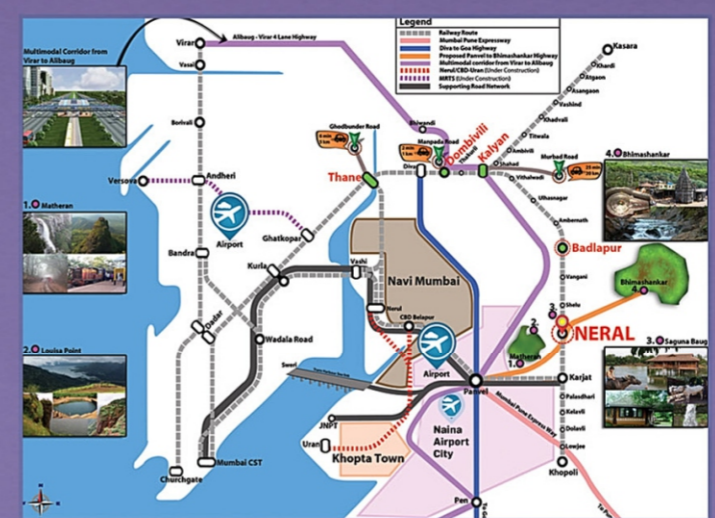 Multimodal Corridor from
Virar to Alibaug
Virar
Alibaug - Virar 4 Lane Highway
Vasai
Borivali
Versova
Andheri
Airport
Ghatkopar
Bandra
Kurla
Dadar
Wadala Road
Mumbai CST
Churchgate
1. Matheran
2. Louisa Point
Legend
Railway Route
Mumbai Pune Expressway
Diva to Goa Highway
Proposed Panvel to Bhimashankar Highway
Multimodal corridor from Virar to Alibaug
Nerul/CBD-Uran (Under Construction)
MRTS (Under Construction)
Supporting Road Network
Kasara
Khardi
Atgaon
Asangaon
Vashind
Khadvali
Titwala
Ambivli
Shahad
Ghodbunder Road
Bhiwandi
Manpada Road
Dombivili
Kalyan
Murbad Road
Thane
Vithalwadi
Ulhasnagar
Ambernath
Badlapur
Vangani
Shelu
NERAL
Bhimashankar
4.
4. Bhimashankar
3
2
Matheran
1.
3. Saguna Baug
Karjat
Palasdhari
Kelavli
Dolavli
Lowjee
Khopoli
Navi Mumbai
Vashi
Nerul
CBD Belapur
Airport
Panvel
Mumbai Pune Express Way
Naina
Airport
City
Sewri
JNPT
Uran
Khopta Town
Pen